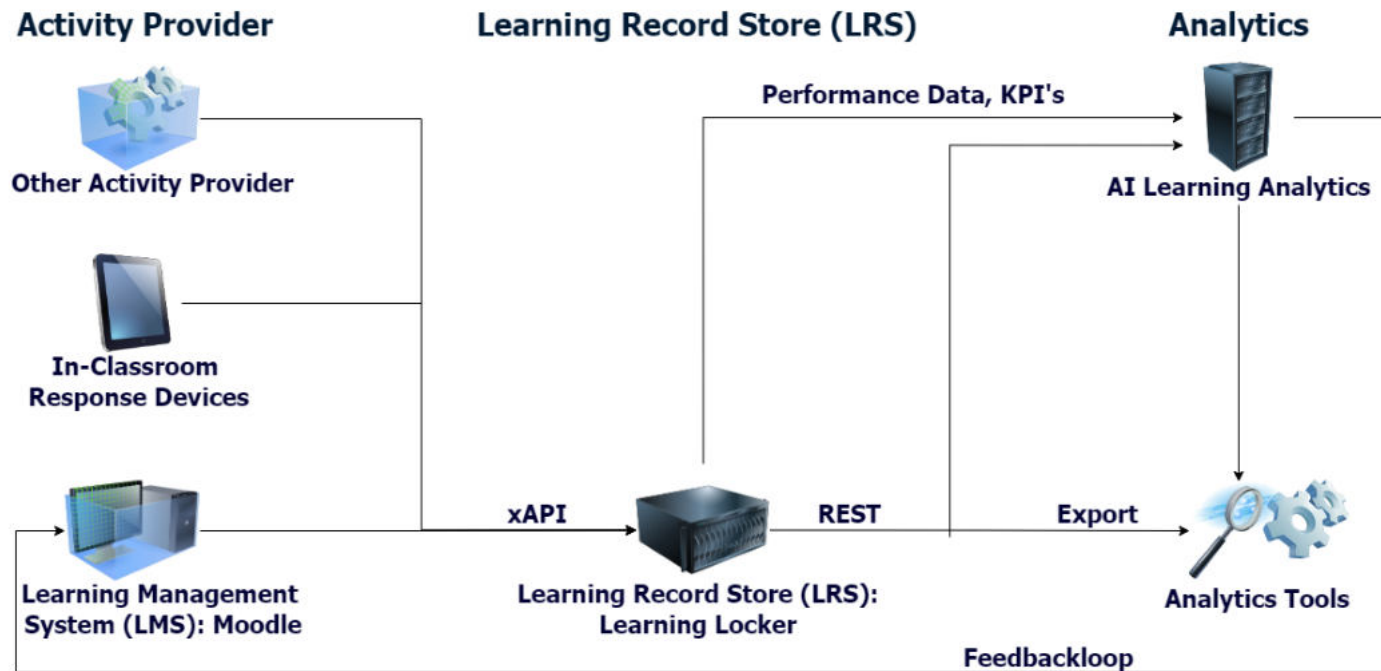 Activity Provider
Learning Record Store (LRS)
Analytics
Performance Data, KPI's
Other Activity Provider
AI Learning Analytics
In-Classroom
Response Devices
xAPI
REST
Export
Learning Management
System (LMS): Moodle
Learning Record Store (LRS):
Learning Locker
Analytics Tools
Feedbackloop